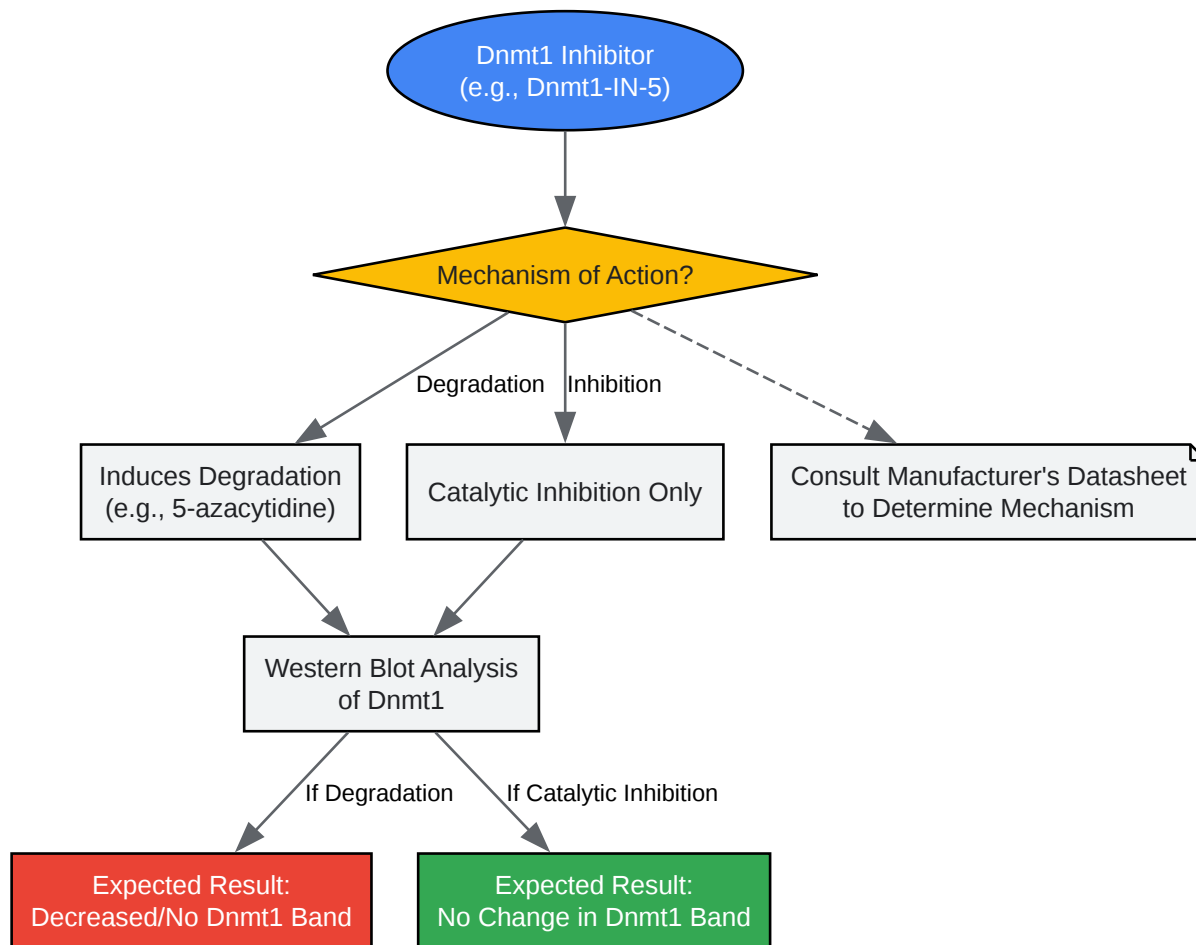 Dnmt1 Inhibitor
(e.g., Dnmt1-IN-5)
Mechanism of Action?
Degradation
Inhibition
Induces Degradation
(e.g., 5-azacytidine)
Catalytic Inhibition Only
Consult Manufacturer's Datasheet
to Determine Mechanism
Western Blot Analysis
of Dnmt1
If Degradation
If Catalytic Inhibition
Expected Result:
Decreased/No Dnmt1 Band
Expected Result:
No Change in Dnmt1 Band